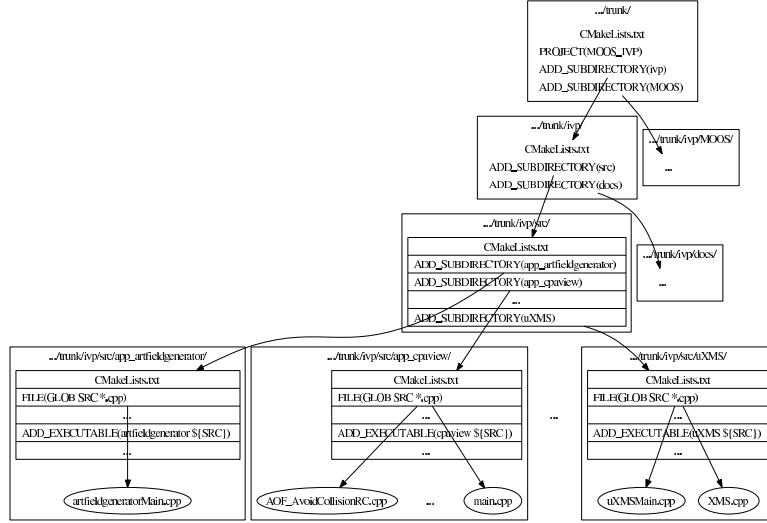 .../trunk/
CMakeLists.txt
PROJECT(MOOS_IVP)
ADD_SUBDIRECTORY(ivp)
ADD_SUBDIRECTORY(MOOS)
.../trunk/ivp/
CMakeLists.txt
ADD_SUBDIRECTORY(src)
ADD_SUBDIRECTORY(docs)
.../trunk/ivp/MOOS/
...
.../trunk/ivp/src/
CMakeLists.txt
ADD_SUBDIRECTORY(app_artfieldgenerator)
ADD_SUBDIRECTORY(app_cpaview)
...
ADD_SUBDIRECTORY(uXMS)
.../trunk/ivp/docs/
...
.../trunk/ivp/src/app_artfieldgenerator/
CMakeLists.txt
FILE(GLOB SRC *.cpp)
...
ADD_EXECUTABLE(artfieldgenerator ${SRC})
...
artfieldgeneratorMain.cpp
.../trunk/ivp/src/app_cpaview/
CMakeLists.txt
FILE(GLOB SRC *.cpp)
...
ADD_EXECUTABLE(cpaview ${SRC})
...
AOF_AvoidCollisionRC.cpp
...
main.cpp
...
.../trunk/ivp/src/uXMS/
CMakeLists.txt
FILE(GLOB SRC *.cpp)
...
ADD_EXECUTABLE(uXMS ${SRC})
...
uXMSMain.cpp
XMS.cpp